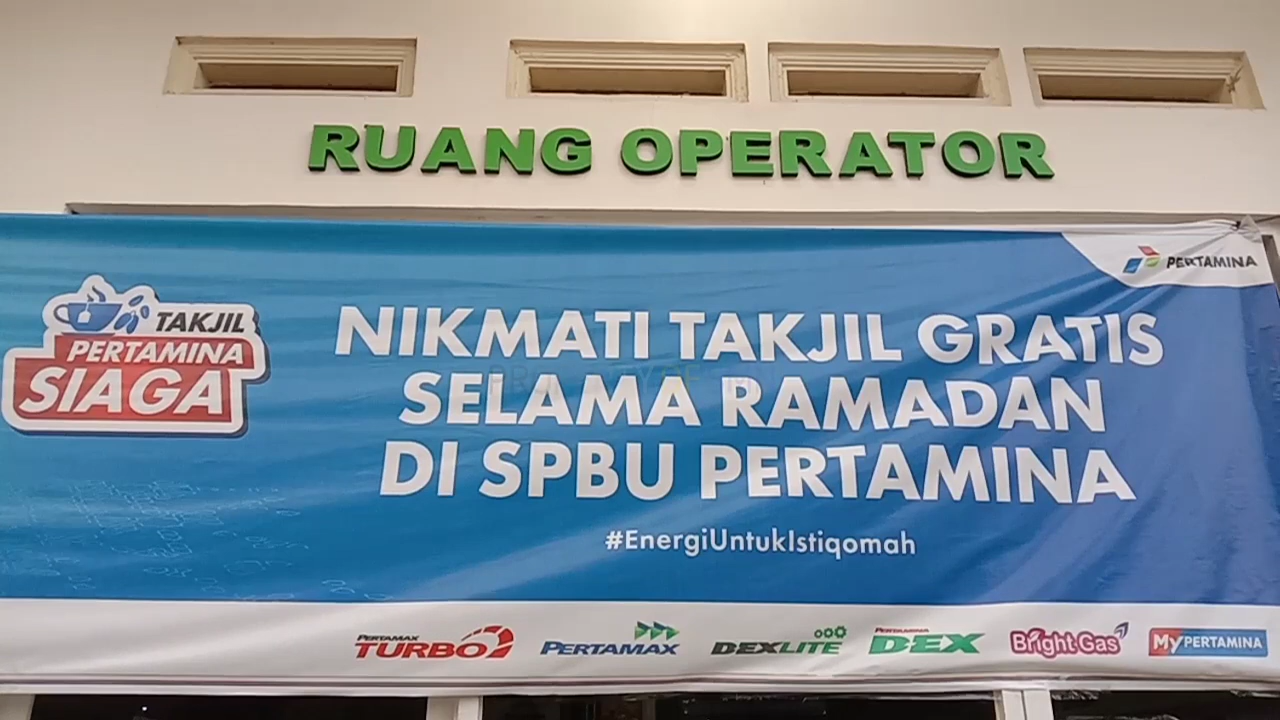 RUANG OPERATOR
PERTAMINA
TAKJIL
PERTAMINA
SIAGA
NIKMATI TAKJIL GRATIS
SELAMA RAMADAN
DI SPBU PERTAMINA
#EnergiUntukIstiqomah
PERTAMAX TURBO
PERTAMAX
DEXLITE
PERTAMINA DEX
Bright Gas
MyPERTAMINA